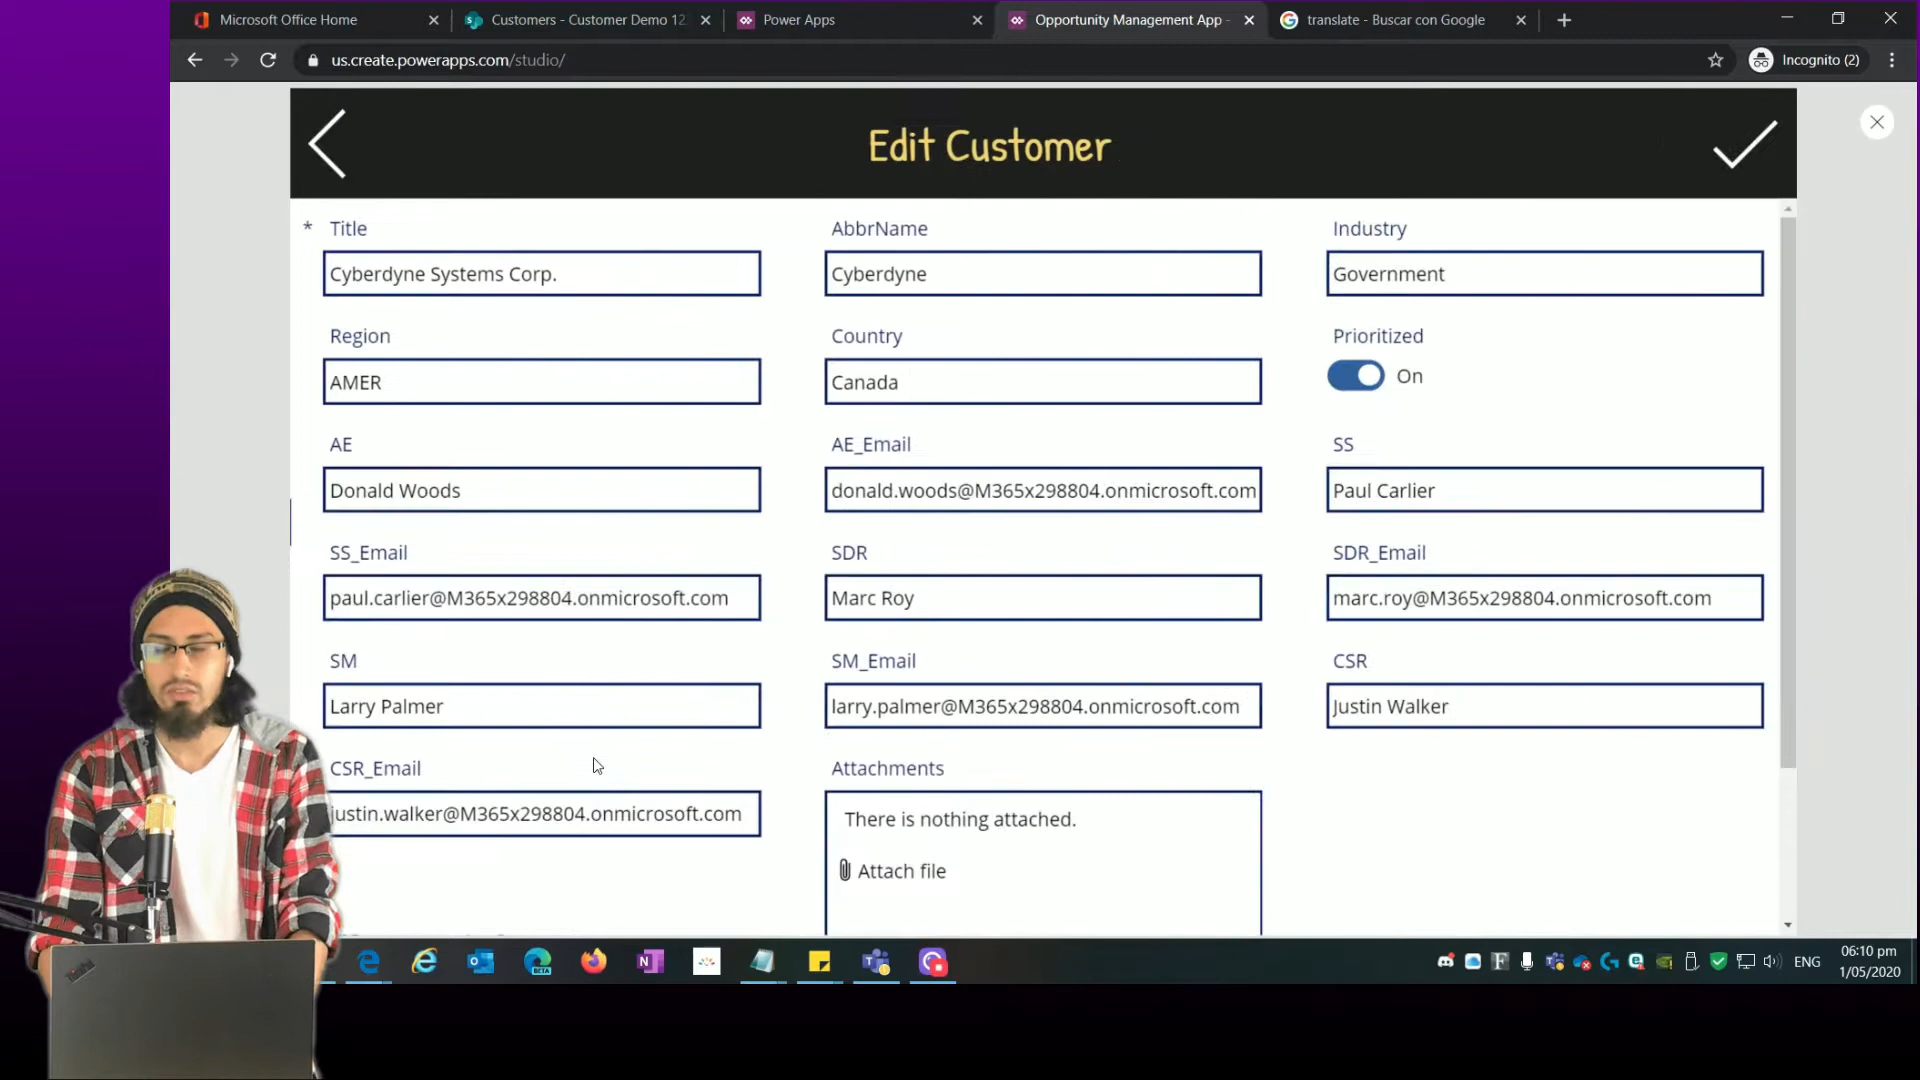 Microsoft Office Home
Customers - Customer Demo 12
Power Apps
Opportunity Management App -
translate - Buscar con Google
us.create.powerapps.com/studio/
Incognito (2)
Edit Customer
* Title
AbbrName
Industry
Cyberdyne Systems Corp.
Cyberdyne
Government
Region
Country
Prioritized
AMER
Canada
On
AE
AE_Email
SS
Donald Woods
donald.woods@M365x298804.onmicrosoft.com
Paul Carlier
SS_Email
SDR
SDR_Email
paul.carlier@M365x298804.onmicrosoft.com
Marc Roy
marc.roy@M365x298804.onmicrosoft.com
SM
SM_Email
CSR
Larry Palmer
larry.palmer@M365x298804.onmicrosoft.com
Justin Walker
CSR_Email
Attachments
justin.walker@M365x298804.onmicrosoft.com
There is nothing attached.
Attach file
BETA
ENG
06:10 pm
1/05/2020